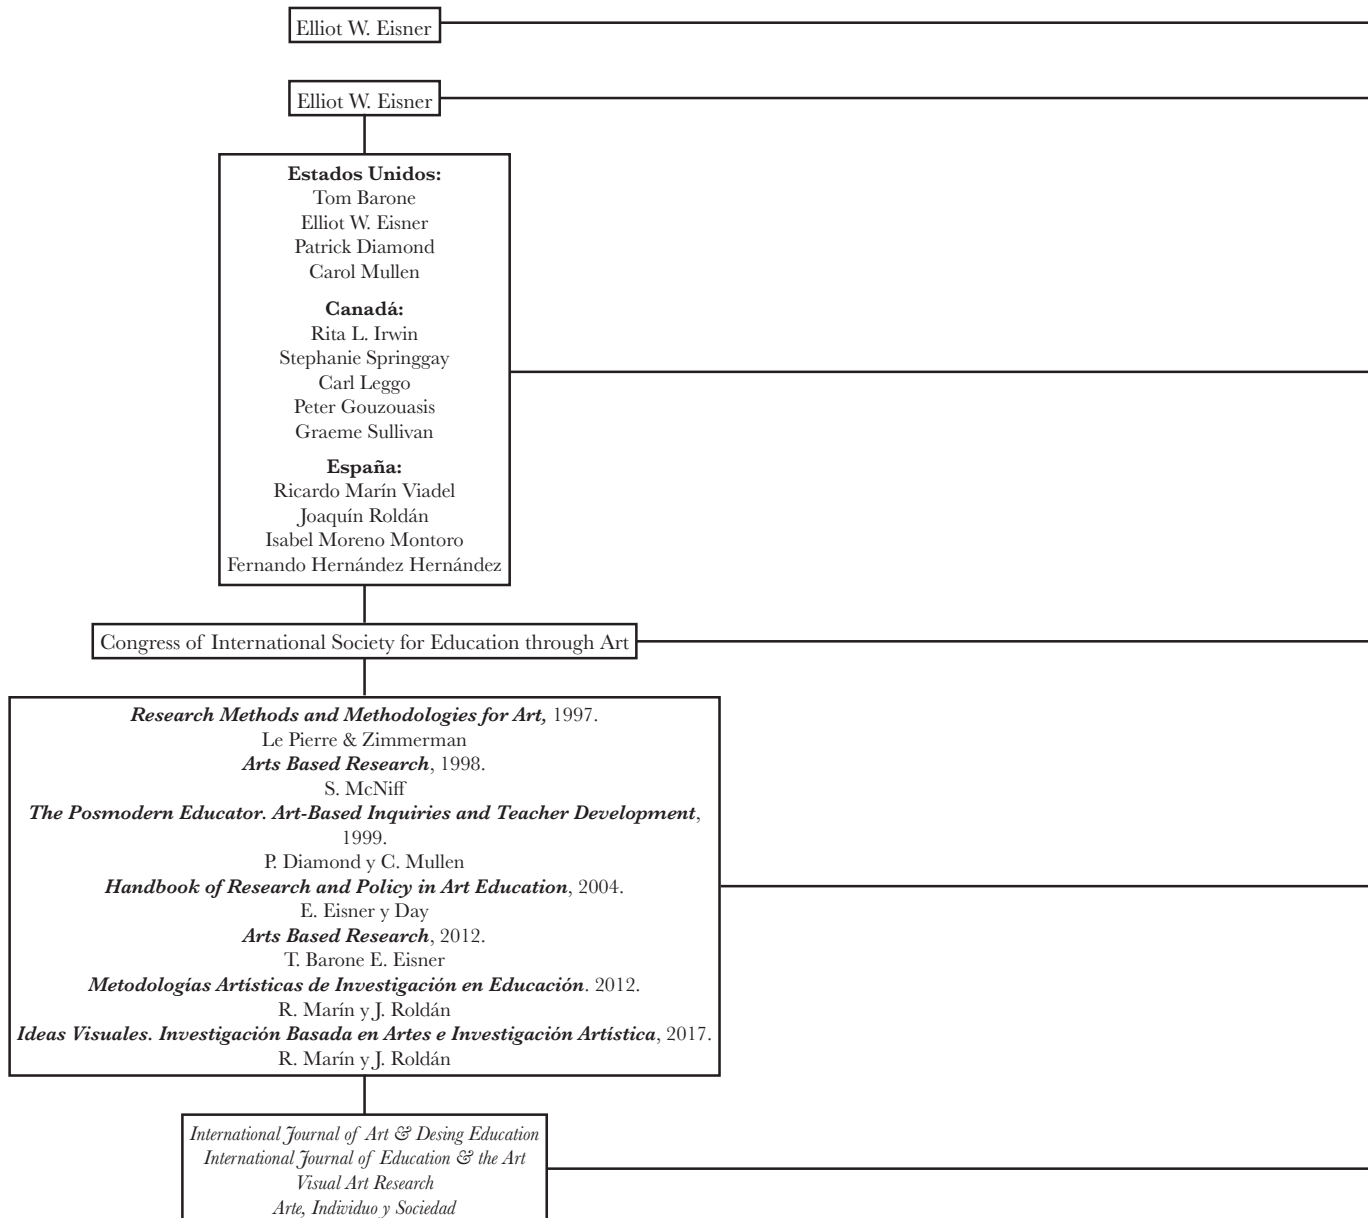 Elliot W. Eisner
Elliot W. Eisner
Estados Unidos:
Tom Barone
Elliot W. Eisner
Patrick Diamond
Carol Mullen
Canadá:
Rita L. Irwin
Stephanie Springgay
Carl Leggo
Peter Gouzouasis
Graeme Sullivan
España:
Ricardo Marín Viadel
Joaquín Roldán
Isabel Moreno Montoro
Fernando Hernández Hernández
Congress of International Society for Education through Art
Research Methods and Methodologies for Art, 1997.
Le Pierre & Zimmerman
Arts Based Research, 1998.
S. McNiff
The Posmodern Educator. Art-Based Inquiries and Teacher Development,
1999.
P. Diamond y C. Mullen
Handbook of Research and Policy in Art Education, 2004.
E. Eisner y Day
Arts Based Research, 2012.
T. Barone E. Eisner
Metodologías Artísticas de Investigación en Educación. 2012.
R. Marín y J. Roldán
Ideas Visuales. Investigación Basada en Artes e Investigación Artística, 2017.
R. Marín y J. Roldán
International Journal of Art & Desing Education
International Journal of Education & the Art
Visual Art Research
Arte, Individuo y Sociedad